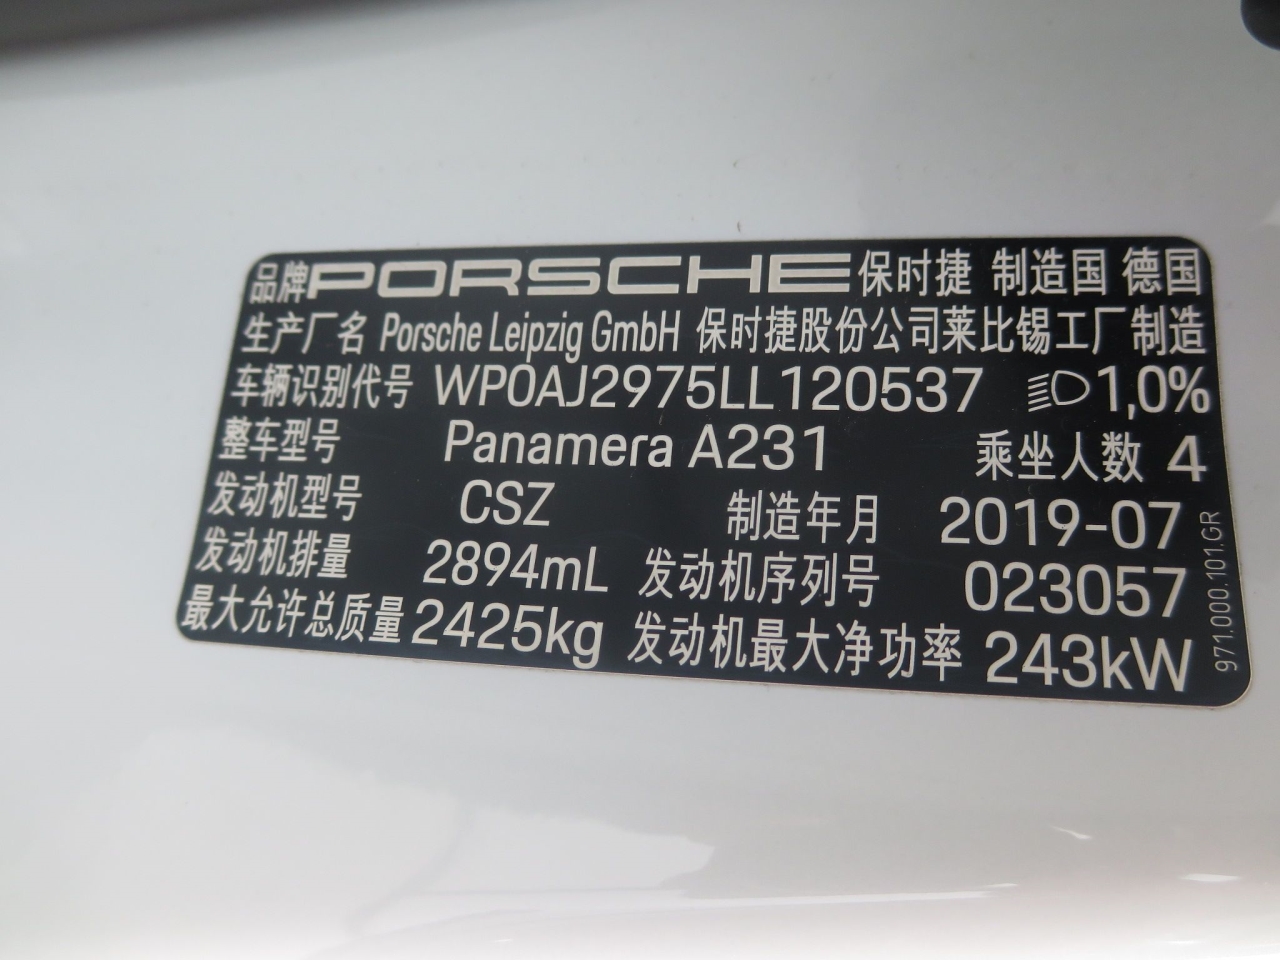 品牌PORSCHE保时捷 制造国 德国
生产厂名 Porsche Leipzig GmbH 保时捷股份公司莱比锡工厂制造
车辆识别代号 WP0AJ2975LL120537 1,0%
整车型号 Panamera A231 乘坐人数 4
发动机型号 CSZ 制造年月 2019-07
发动机排量 2894mL 发动机序列号 023057
最大允许总质量 2425kg 发动机最大净功率 243kW
971.000.101.GR